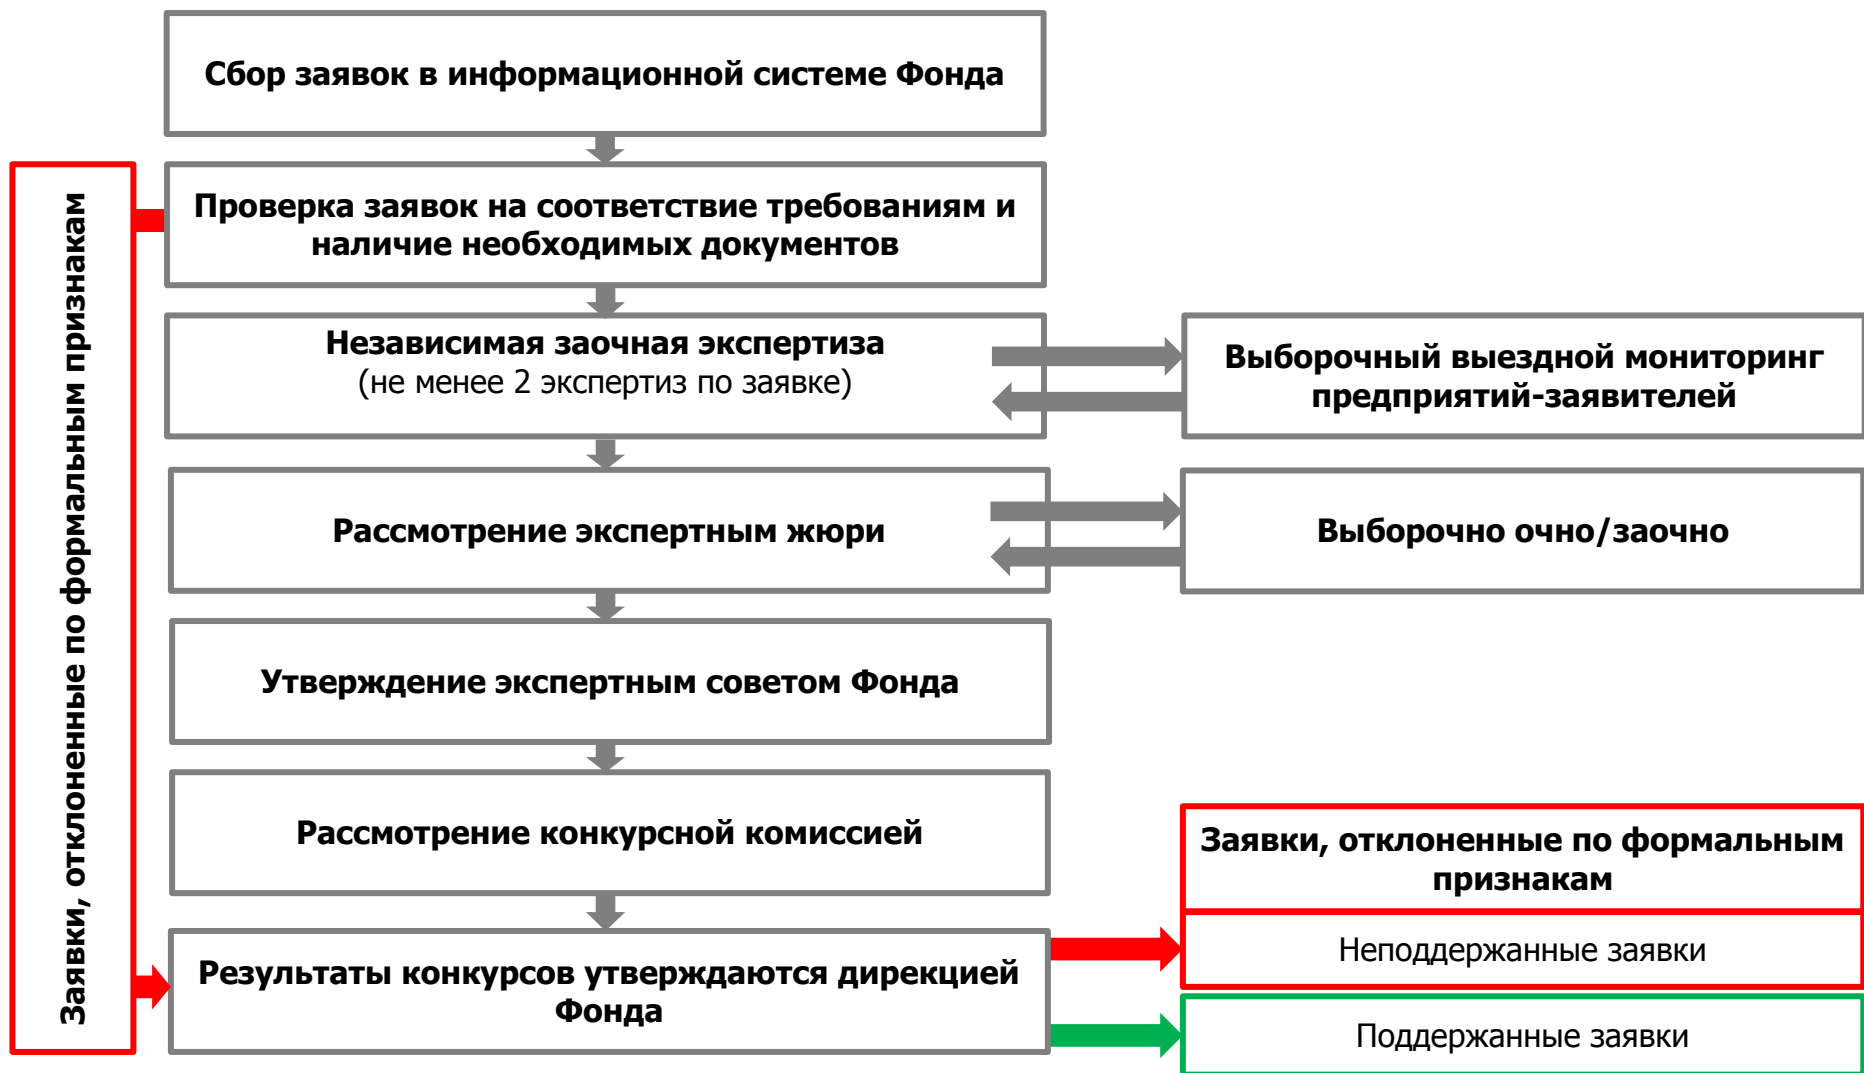 Сбор заявок в информационной системе Фонда
Заявки, отклоненные по формальным признакам
Проверка заявок на соответствие требованиям и
наличие необходимых документов
Независимая заочная экспертиза
(не менее 2 экспертиз по заявке)
Выборочный выездной мониторинг
предприятий-заявителей
Рассмотрение экспертным жюри
Выборочно очно/заочно
Утверждение экспертным советом Фонда
Рассмотрение конкурсной комиссией
Результаты конкурсов утверждаются дирекцией
Фонда
Заявки, отклоненные по формальным
признакам
Неподдержанные заявки
Поддержанные заявки